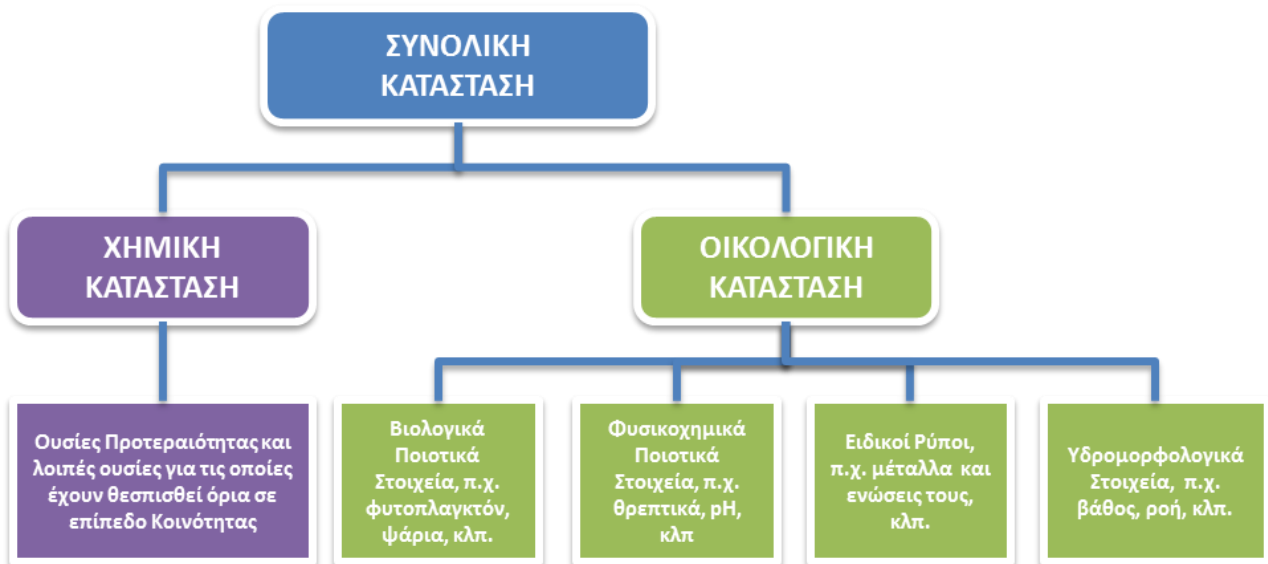 ΣΥΝΟΛΙΚΗ
ΚΑΤΑΣΤΑΣΗ
ΧΗΜΙΚΗ
ΚΑΤΑΣΤΑΣΗ
ΟΙΚΟΛΟΓΙΚΗ
ΚΑΤΑΣΤΑΣΗ
Ουσίες Προτεραιότητας και
λοιπές ουσίες για τις οποίες
έχουν θεσπισθεί όρια σε
επίπεδο Κοινότητας
Βιολογικά
Ποιοτικά
Στοιχεία, π.χ.
φυτοπλαγκτόν,
ψάρια, κλπ.
Φυσικοχημικά
Ποιοτικά
Στοιχεία, π.χ.
θρεπτικά, pH,
κλπ
Ειδικοί Ρύποι,
π.χ. μέταλλα και
ενώσεις τους,
κλπ.
Υδρομορφολογικά
Στοιχεία, π.χ.
βάθος, ροή, κλπ.